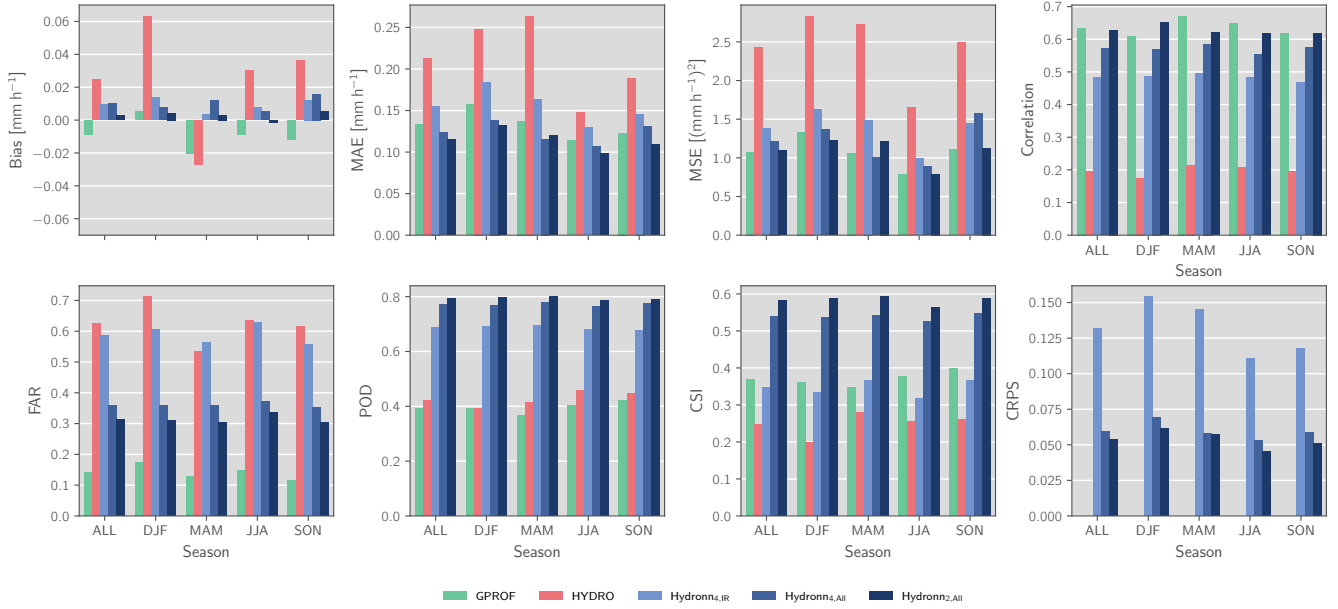 Bias [mm h⁻¹]
0.06
0.04
0.02
0.00
−0.02
−0.04
−0.06
MAE [mm h⁻¹]
0.25
0.20
0.15
0.10
0.05
0.00
MSE [(mm h⁻¹)²]
2.5
2.0
1.5
1.0
0.5
0.0
Correlation
0.7
0.6
0.5
0.4
0.3
0.2
0.1
0.0
ALL DJF MAM JJA SON
Season
FAR
0.7
0.6
0.5
0.4
0.3
0.2
0.1
0.0
ALL DJF MAM JJA SON
Season
POD
0.8
0.6
0.4
0.2
0.0
ALL DJF MAM JJA SON
Season
CSI
0.6
0.5
0.4
0.3
0.2
0.1
0.0
ALL DJF MAM JJA SON
Season
CRPS
0.150
0.125
0.100
0.075
0.050
0.025
0.000
ALL DJF MAM JJA SON
Season
GPROF HYDRO Hydronn₄,IR Hydronn₄,All Hydronn₂,All